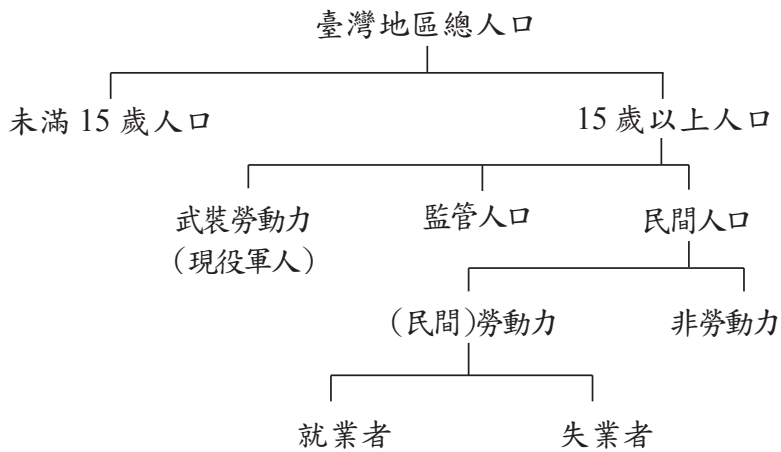 臺灣地區總人口
未滿 15 歲人口
15 歲以上人口
武裝勞動力
（現役軍人）
監管人口
民間人口
（民間）勞動力
非勞動力
就業者
失業者